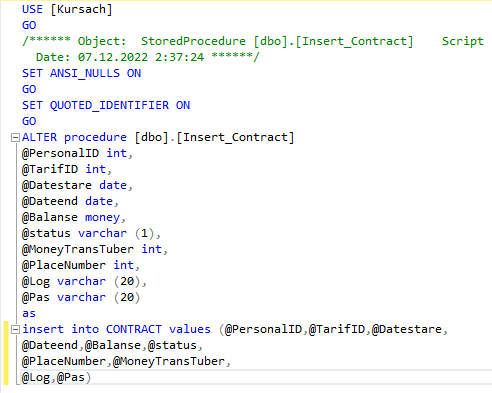 USE [Kursach]
GO
/****** Object:  StoredProcedure [dbo].[Insert_Contract]    Script
Date: 07.12.2022 2:37:24 ******/
SET ANSI_NULLS ON
GO
SET QUOTED_IDENTIFIER ON
GO
ALTER procedure [dbo].[Insert_Contract]
@PersonalID int,
@TarifID int,
@Datestare date,
@Dateend date,
@Balanse money,
@status varchar (1),
@MoneyTransTuber int,
@PlaceNumber int,
@Log varchar (20),
@Pas varchar (20)
as
insert into CONTRACT values (@PersonalID,@TarifID,@Datestare,
@Dateend,@Balanse,@status,
@PlaceNumber,@MoneyTransTuber,
@Log,@Pas)